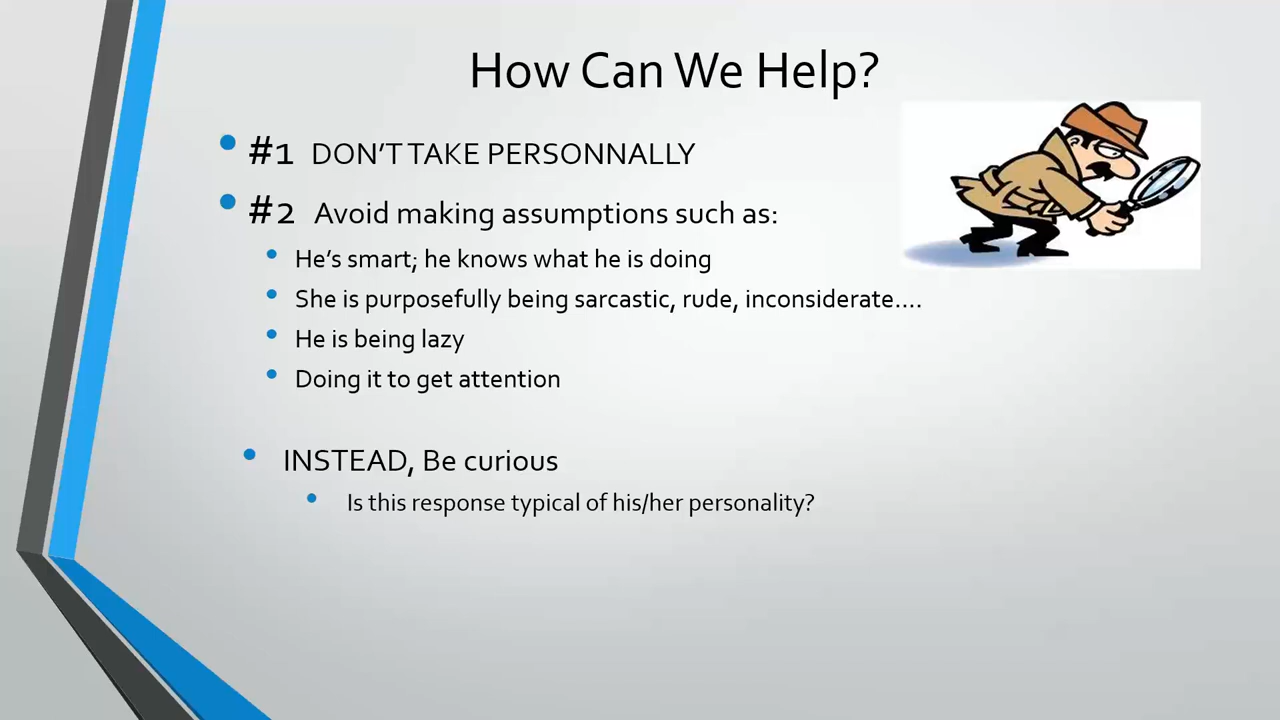 How Can We Help?
• #1 DON'T TAKE PERSONNALLY
• #2 Avoid making assumptions such as:
• He's smart; he knows what he is doing
• She is purposefully being sarcastic, rude, inconsiderate....
• He is being lazy
• Doing it to get attention
• INSTEAD, Be curious
• Is this response typical of his/her personality?